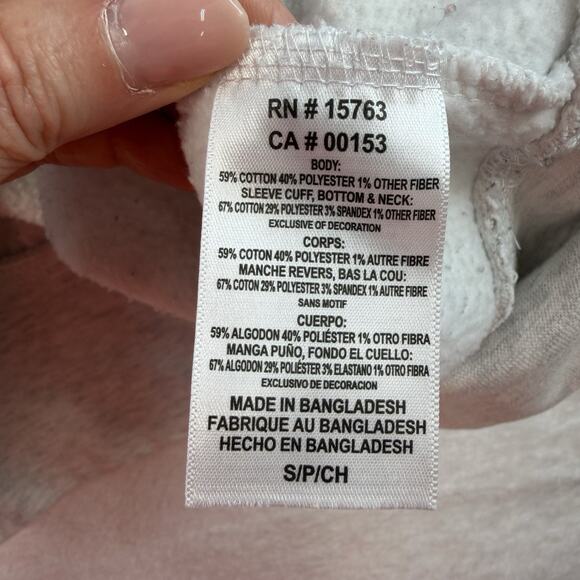 RN # 15763
CA # 00153
BODY:
59% COTTON 40% POLYESTER 1% OTHER FIBER
SLEEVE CUFF, BOTTOM & NECK:
67% COTTON 29% POLYESTER 3% SPANDEX 1% OTHER FIBER
EXCLUSIVE OF DECORATION
CORPS:
59% COTON 40% POLYESTER 1% AUTRE FIBRE
MANCHE REVERS, BAS LA COU:
67% COTON 29% POLYESTER 3% SPANDEX 1% AUTRE FIBRE
SANS MOTIF
CUERPO:
59% ALGODON 40% POLIÉSTER 1% OTRO FIBRA
MANGA PUÑO, FONDO EL CUELLO:
67% ALGODON 29% POLIÉSTER 3% ELASTANO 1% OTRO FIBRA
EXCLUSIVO DE DECORACION
MADE IN BANGLADESH
FABRIQUE AU BANGLADESH
HECHO EN BANGLADESH
S/P/CH